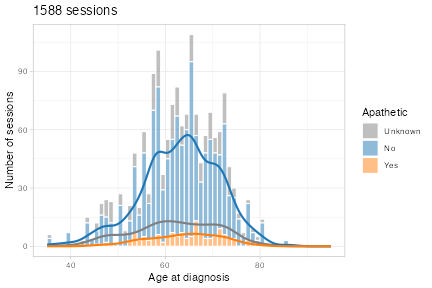 1588 sessions
Number of sessions
90
60
30
0
40
60
80
Age at diagnosis
Apathetic
Unknown
No
Yes